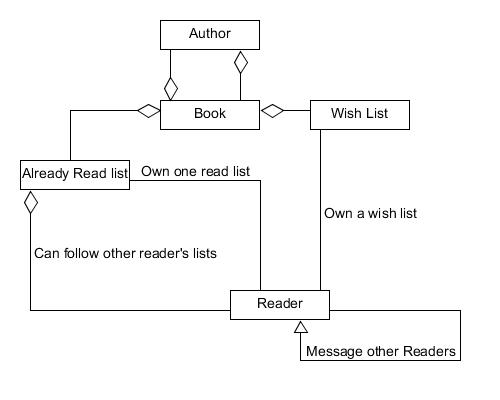 Author
Book
Wish List
Already Read list
Own one read list
Own a wish list
Can follow other reader's lists
Reader
Message other Readers